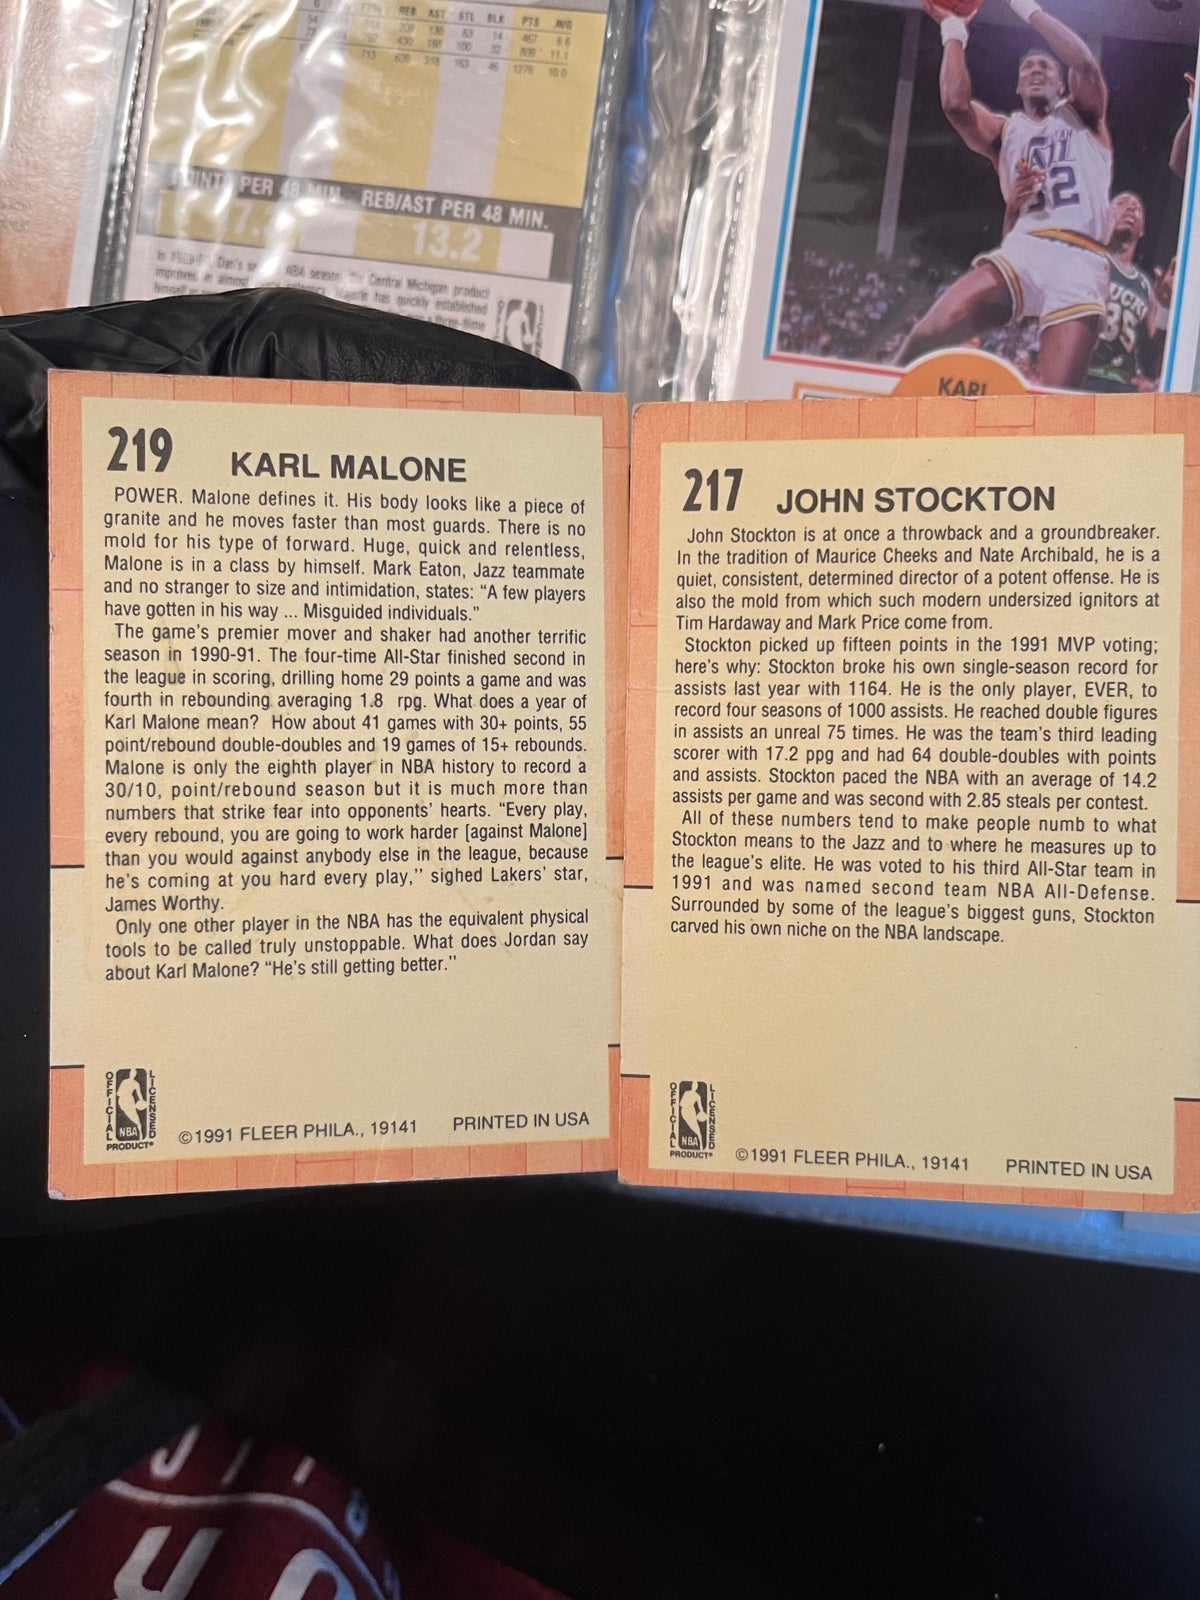 REB AST STL BLK PTS AVG
POINTS PER 48 MIN. REB/AST PER 48 MIN.
13.2
NBA season. Central Michigan product
improved in almost has quickly established
himself
UTAH
32
BUCKS
35
KARL
219 KARL MALONE
POWER. Malone defines it. His body looks like a piece of
granite and he moves faster than most guards. There is no
mold for his type of forward. Huge, quick and relentless,
Malone is in a class by himself. Mark Eaton, Jazz teammate
and no stranger to size and intimidation, states: “A few players
have gotten in his way ... Misguided individuals.”
The game’s premier mover and shaker had another terrific
season in 1990-91. The four-time All-Star finished second in
the league in scoring, drilling home 29 points a game and was
fourth in rebounding averaging 1.8 rpg. What does a year of
Karl Malone mean? How about 41 games with 30+ points, 55
point/rebound double-doubles and 19 games of 15+ rebounds.
Malone is only the eighth player in NBA history to record a
30/10, point/rebound season but it is much more than
numbers that strike fear into opponents’ hearts. “Every play,
every rebound, you are going to work harder [against Malone]
than you would against anybody else in the league, because
he’s coming at you hard every play,’’ sighed Lakers’ star,
James Worthy.
Only one other player in the NBA has the equivalent physical
tools to be called truly unstoppable. What does Jordan say
about Karl Malone? “He’s still getting better.’’
OFFICIAL LICENSED
NBA
PRODUCT®
©1991 FLEER PHILA., 19141 PRINTED IN USA
217 JOHN STOCKTON
John Stockton is at once a throwback and a groundbreaker.
In the tradition of Maurice Cheeks and Nate Archibald, he is a
quiet, consistent, determined director of a potent offense. He is
also the mold from which such modern undersized ignitors at
Tim Hardaway and Mark Price come from.
Stockton picked up fifteen points in the 1991 MVP voting;
here’s why: Stockton broke his own single-season record for
assists last year with 1164. He is the only player, EVER, to
record four seasons of 1000 assists. He reached double figures
in assists an unreal 75 times. He was the team’s third leading
scorer with 17.2 ppg and had 64 double-doubles with points
and assists. Stockton paced the NBA with an average of 14.2
assists per game and was second with 2.85 steals per contest.
All of these numbers tend to make people numb to what
Stockton means to the Jazz and to where he measures up to
the league’s elite. He was voted to his third All-Star team in
1991 and was named second team NBA All-Defense.
Surrounded by some of the league’s biggest guns, Stockton
carved his own niche on the NBA landscape.
OFFICIAL LICENSED
NBA
PRODUCT®
©1991 FLEER PHILA., 19141 PRINTED IN USA